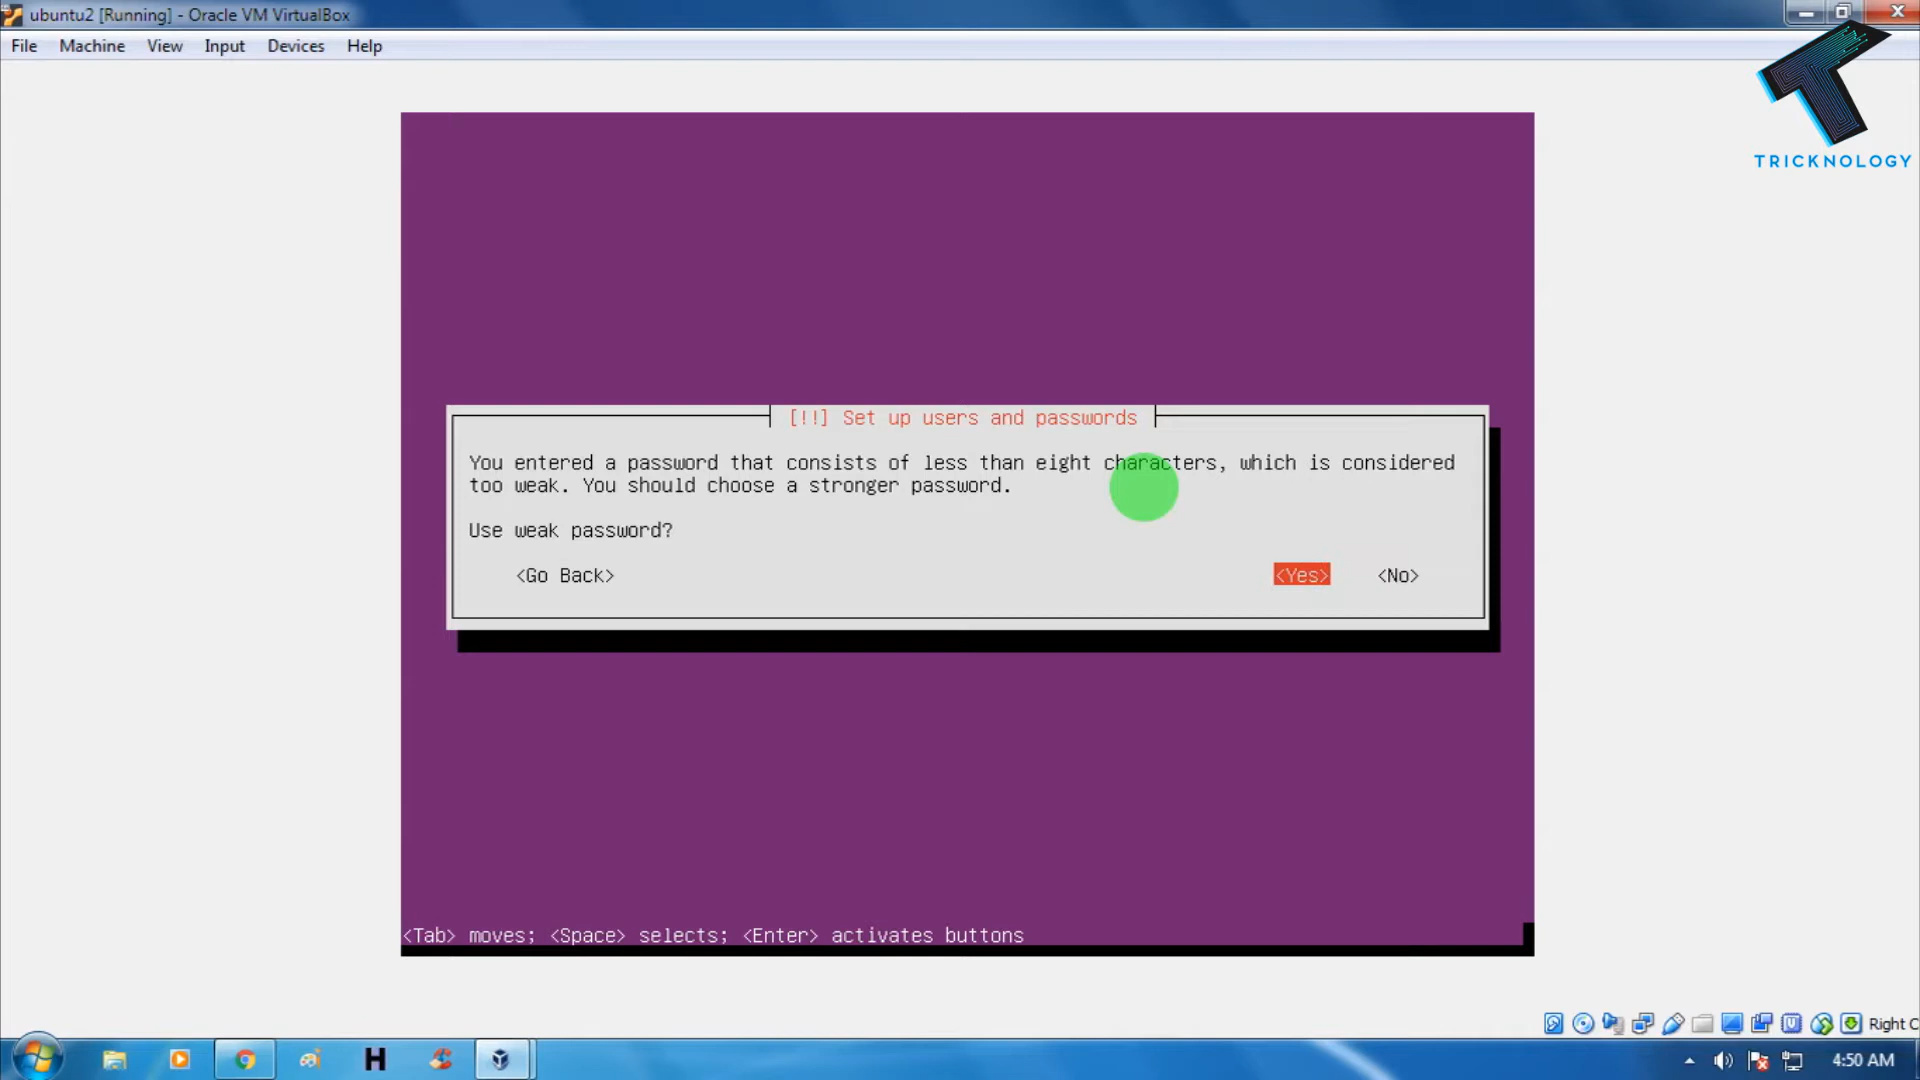 ubuntu2 [Running] - Oracle VM VirtualBox
File Machine View Input Devices Help
TRICKNOLOGY
[!!] Set up users and passwords
You entered a password that consists of less than eight characters, which is considered
too weak. You should choose a stronger password.
Use weak password?
<Go Back> <Yes> <No>
<Tab> moves; <Space> selects; <Enter> activates buttons
Right C
H
4:50 AM